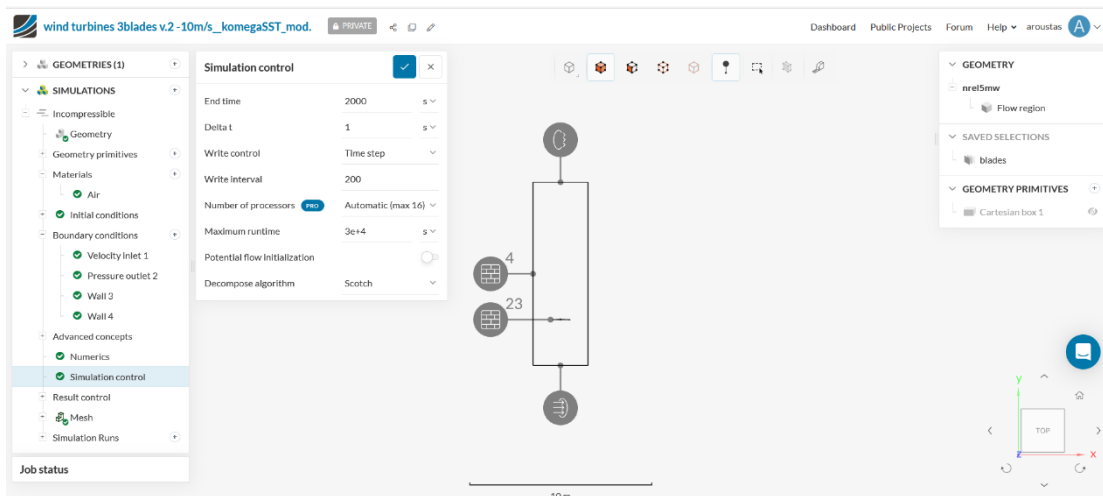 wind turbines 3blades v.2 -10m/s__komegaSST_mod.
PRIVATE
Dashboard
Public Projects
Forum
Help
aroustas
A
GEOMETRIES (1)
SIMULATIONS
Incompressible
Geometry
Geometry primitives
Materials
Air
Initial conditions
Boundary conditions
Velocity inlet 1
Pressure outlet 2
Wall 3
Wall 4
Advanced concepts
Numerics
Simulation control
Result control
Mesh
Simulation Runs
Job status
Simulation control
End time 2000 s
Delta t 1 s
Write control Time step
Write interval 200
Number of processors PRO Automatic (max 16)
Maximum runtime 3e+4 s
Potential flow initialization
Decompose algorithm Scotch
4
23
10 m
GEOMETRY
nrel5mw
Flow region
SAVED SELECTIONS
blades
GEOMETRY PRIMITIVES
Cartesian box 1
Y
TOP
Z
X